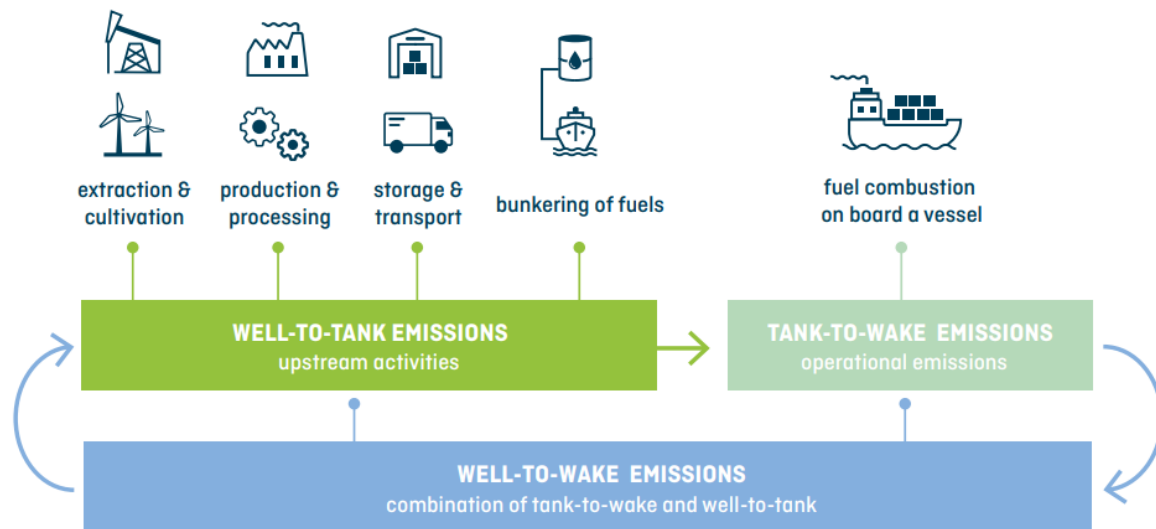 extraction &
cultivation
production &
processing
storage &
transport
bunkering of fuels
fuel combustion
on board a vessel
WELL-TO-TANK EMISSIONS
upstream activities
TANK-TO-WAKE EMISSIONS
operational emissions
WELL-TO-WAKE EMISSIONS
combination of tank-to-wake and well-to-tank